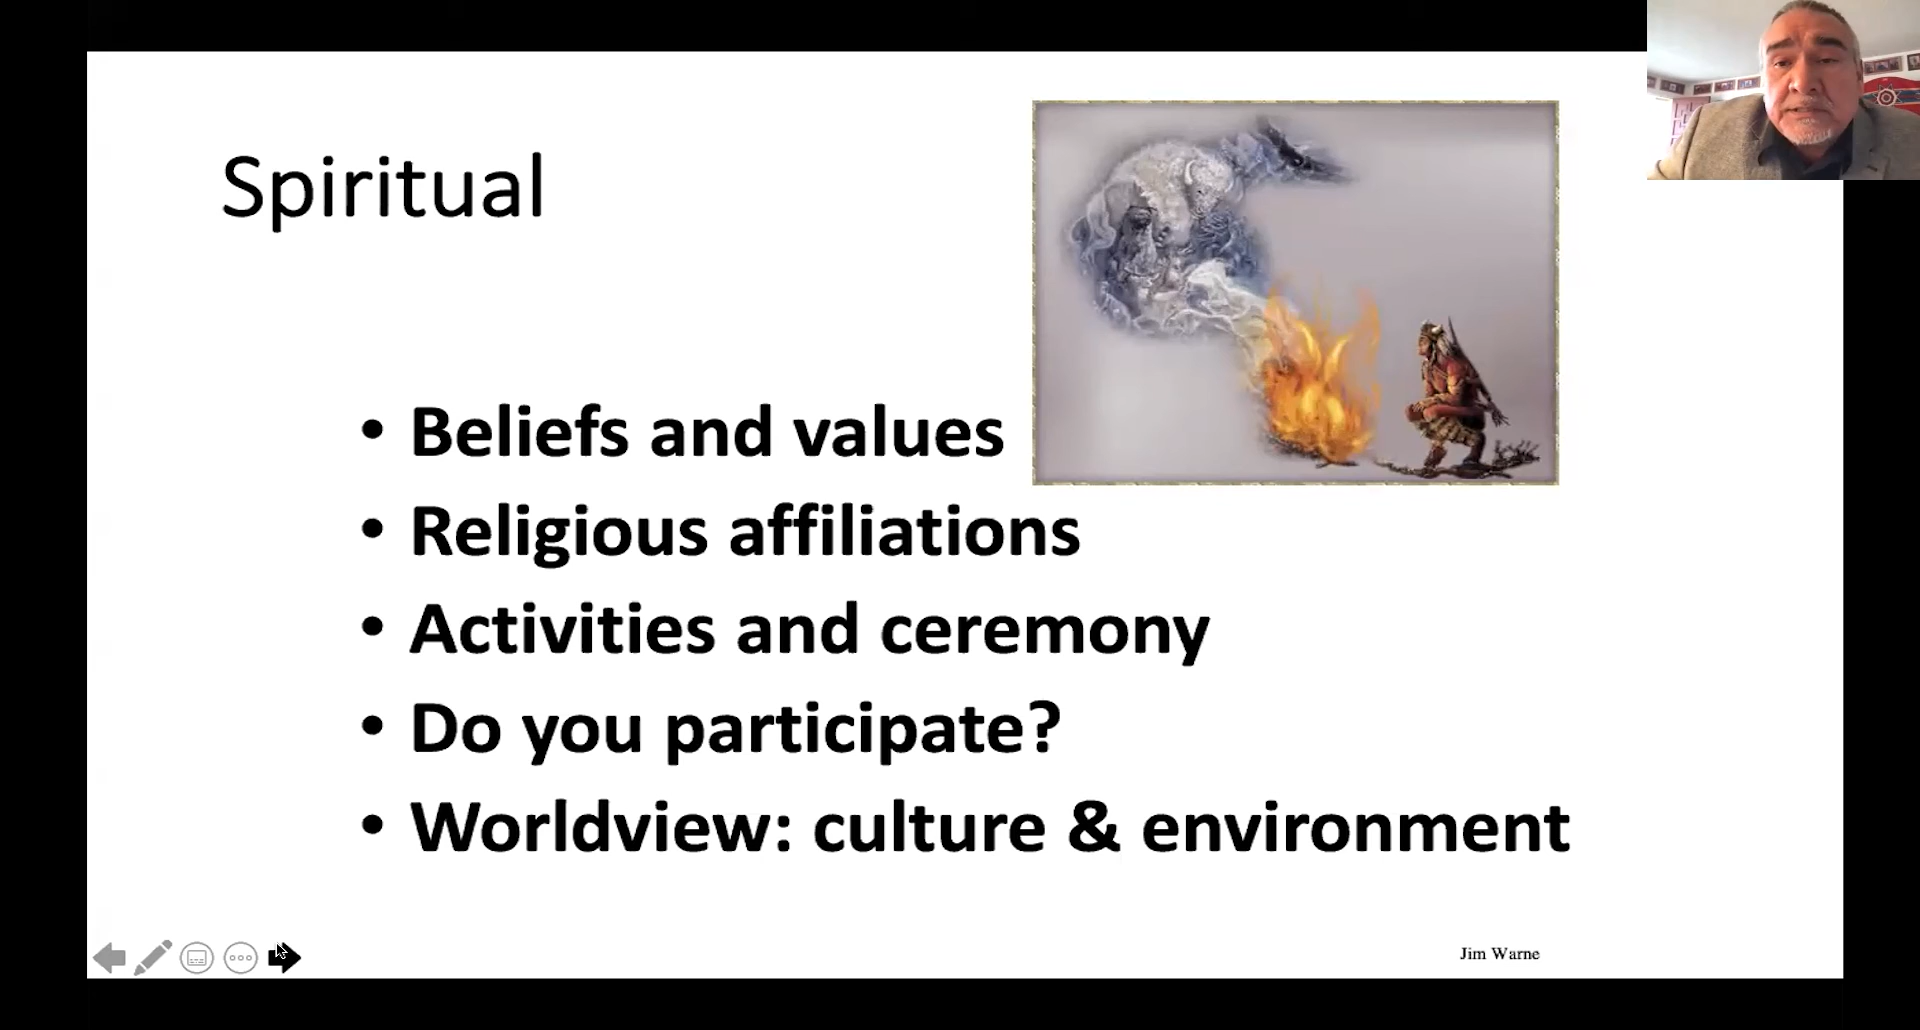 Spiritual
• Beliefs and values
• Religious affiliations
• Activities and ceremony
• Do you participate?
• Worldview: culture & environment
Jim Warne